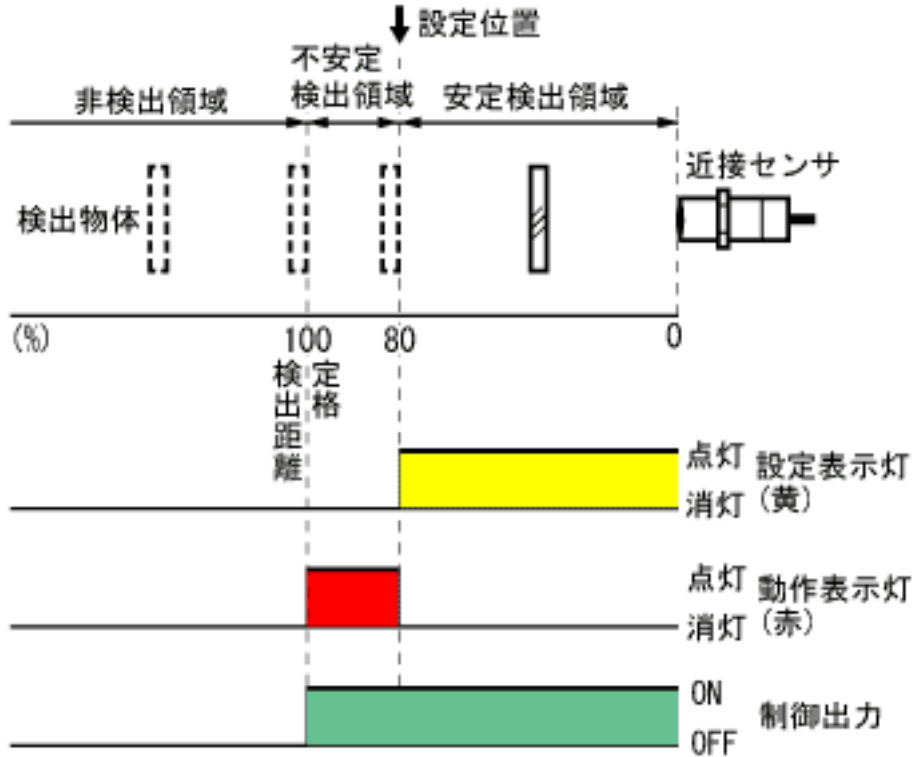 設定位置
不安定
検出領域
非検出領域
安定検出領域
近接センサ
検出物体
(%)
100
80
0
定格
検出距離
点灯
設定表示灯
消灯
(黄)
点灯
動作表示灯
消灯
(赤)
ON
制御出力
OFF